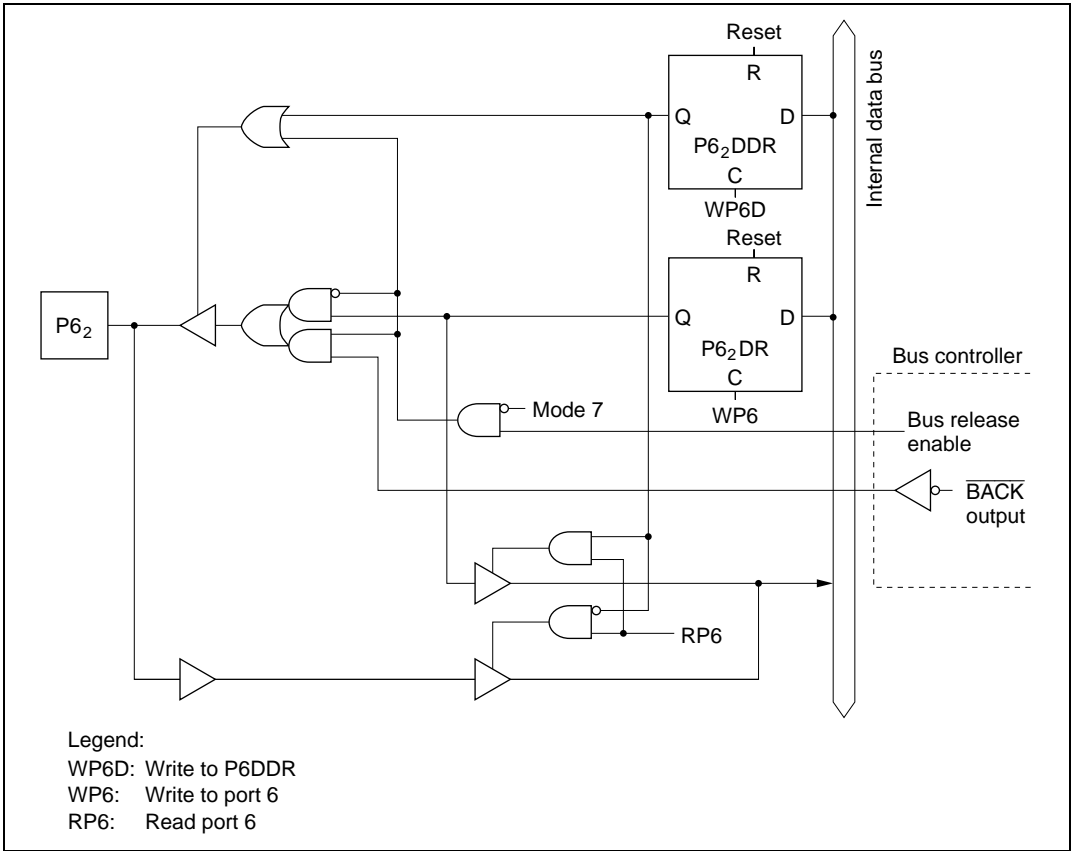 Reset
R
Q
D
P6₂DDR
C
WP6D
Internal data bus
Reset
R
Q
D
P6₂DR
C
WP6
P6₂
Bus controller
Mode 7
Bus release
enable
BACK
output
RP6
Legend:
WP6D: Write to P6DDR
WP6: Write to port 6
RP6: Read port 6